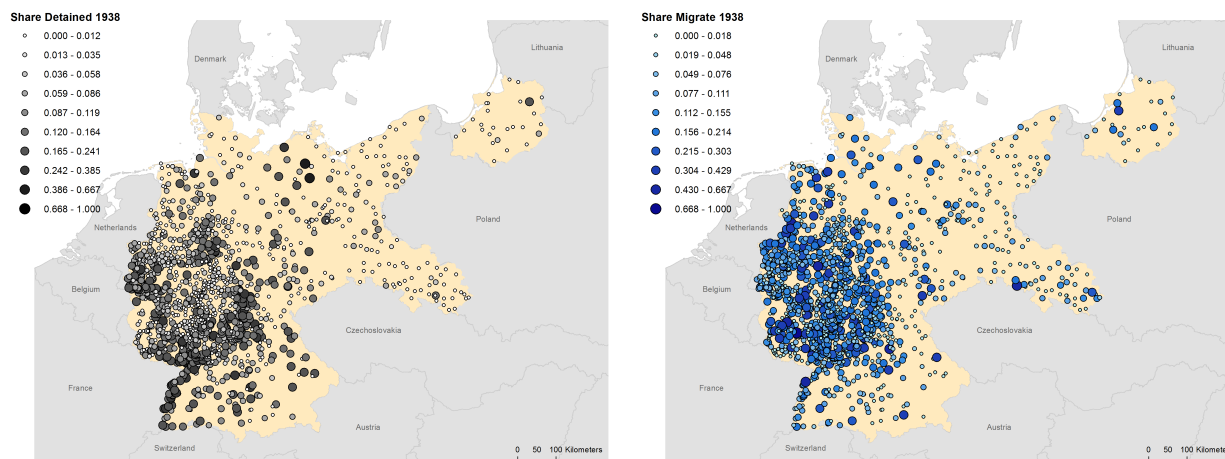 Share Detained 1938
0.000 - 0.012
0.013 - 0.035
0.036 - 0.058
0.059 - 0.086
0.087 - 0.119
0.120 - 0.164
0.165 - 0.241
0.242 - 0.385
0.386 - 0.667
0.668 - 1.000
Lithuania
Denmark
Poland
Netherlands
Belgium
Czechoslovakia
France
Austria
Switzerland
0 50 100 Kilometers
Share Migrate 1938
0.000 - 0.018
0.019 - 0.048
0.049 - 0.076
0.077 - 0.111
0.112 - 0.155
0.156 - 0.214
0.215 - 0.303
0.304 - 0.429
0.430 - 0.667
0.668 - 1.000
Lithuania
Denmark
Poland
Netherlands
Belgium
Czechoslovakia
France
Austria
Switzerland
0 50 100 Kilometers